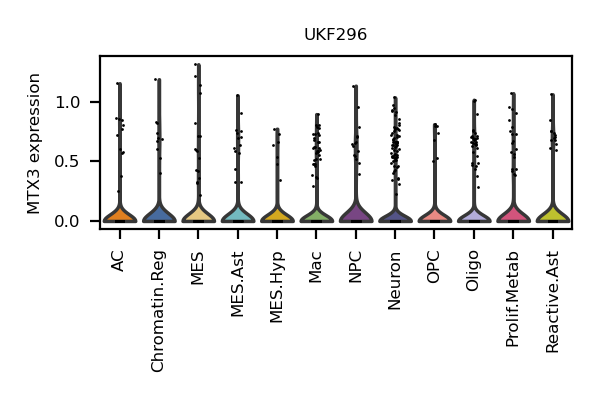 UKF296
MTX3 expression
1.0
0.5
0.0
AC
Chromatin.Reg
MES
MES.Ast
MES.Hyp
Mac
NPC
Neuron
OPC
Oligo
Prolif.Metab
Reactive.Ast